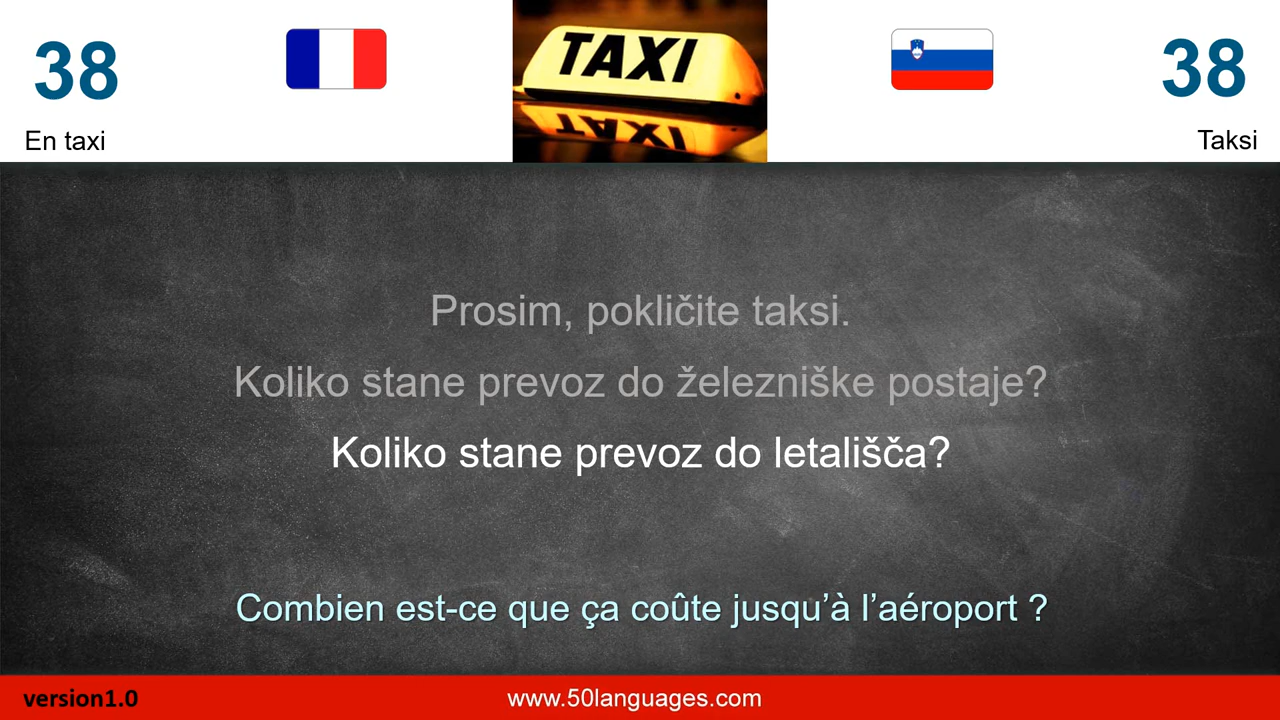 38
38
TAXI
En taxi
Taksi
Prosim, pokličite taksi.
Koliko stane prevoz do železniške postaje?
Koliko stane prevoz do letališča?
Combien est-ce que ça coûte jusqu’à l’aéroport ?
version1.0
www.50languages.com